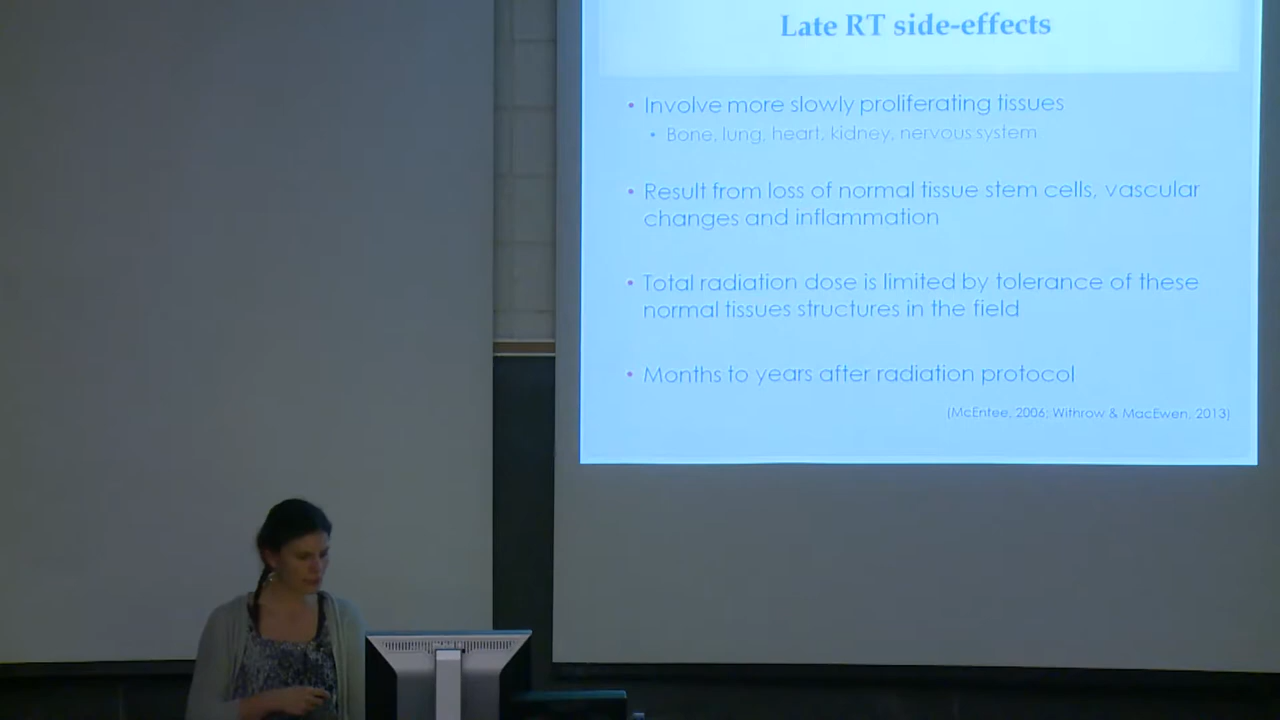 Late RT side-effects
• Involve more slowly proliferating tissues
• Bone, lung, heart, kidney, nervous system
• Result from loss of normal tissue stem cells, vascular
changes and inflammation
• Total radiation dose is limited by tolerance of these
normal tissues structures in the field
• Months to years after radiation protocol
(McEntee, 2006; Withrow & MacEwen, 2013)